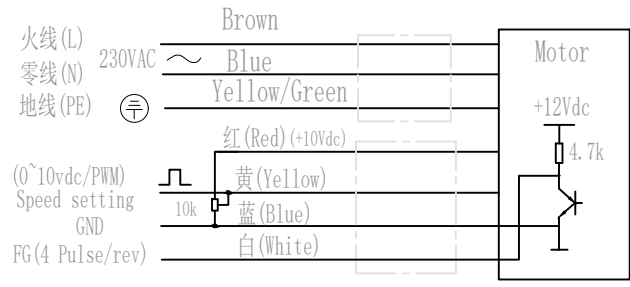 Brown
火线(L)
230VAC
零线(N)
Blue
地线(PE)
Yellow/Green
Motor
+12Vdc
4.7k
红(Red)(+10Vdc)
(0~10vdc/PWM)
黄(Yellow)
Speed setting
10k
蓝(Blue)
GND
白(White)
FG(4 Pulse/rev)